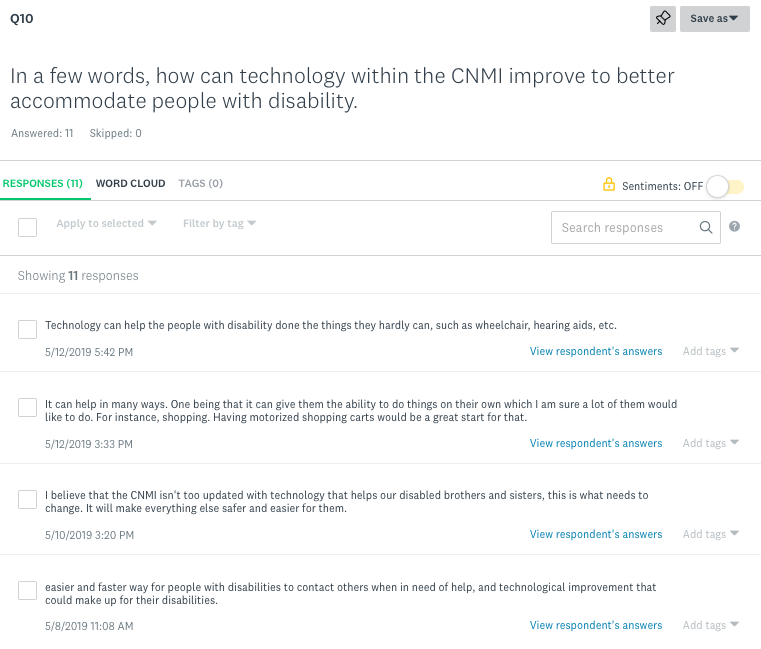 Q10
Save as
In a few words, how can technology within the CNMI improve to better
accommodate people with disability.
Answered: 11 Skipped: 0
RESPONSES (11) WORD CLOUD TAGS (0)
Sentiments: OFF
Apply to selected Filter by tag
Search responses
?
Showing 11 responses
Technology can help the people with disability done the things they hardly can, such as wheelchair, hearing aids, etc.
5/12/2019 5:42 PM View respondent's answers Add tags
It can help in many ways. One being that it can give them the ability to do things on their own which I am sure a lot of them would
like to do. For instance, shopping. Having motorized shopping carts would be a great start for that.
5/12/2019 3:33 PM View respondent's answers Add tags
I believe that the CNMI isn't too updated with technology that helps our disabled brothers and sisters, this is what needs to
change. It will make everything else safer and easier for them.
5/10/2019 3:20 PM View respondent's answers Add tags
easier and faster way for people with disabilities to contact others when in need of help, and technological improvement that
could make up for their disabilities.
5/8/2019 11:08 AM View respondent's answers Add tags